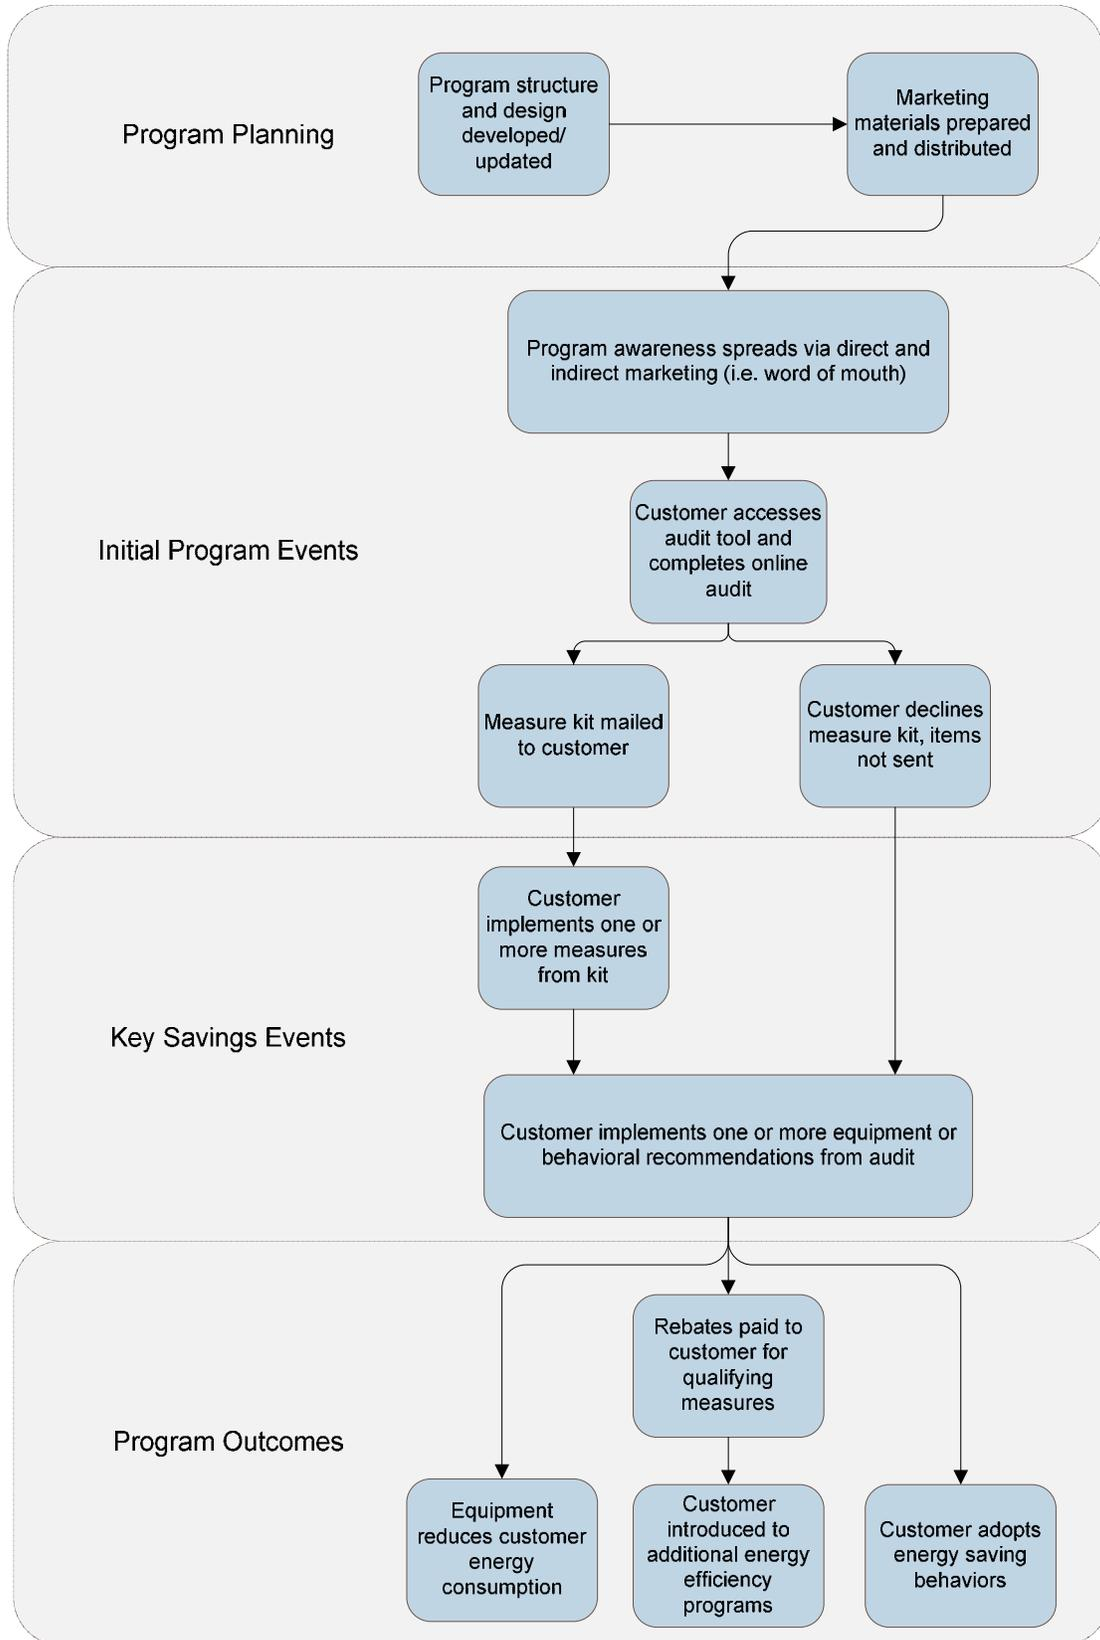 Program Planning
Program structure
and design
developed/
updated
Marketing
materials prepared
and distributed
Initial Program Events
Program awareness spreads via direct and
indirect marketing (i.e. word of mouth)
Customer accesses
audit tool and
completes online
audit
Measure kit mailed
to customer
Customer declines
measure kit, items
not sent
Key Savings Events
Customer
implements one or
more measures
from kit
Customer implements one or more equipment or
behavioral recommendations from audit
Program Outcomes
Rebates paid to
customer for
qualifying
measures
Equipment
reduces customer
energy
consumption
Customer
introduced to
additional energy
efficiency
programs
Customer adopts
energy saving
behaviors